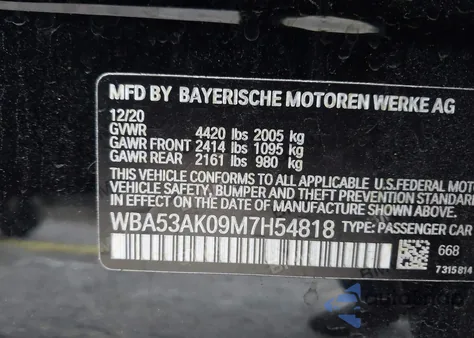 MFD BY BAYERISCHE MOTOREN WERKE AG
12/20
GVWR 4420 lbs 2005 kg
GAWR FRONT 2414 lbs 1095 kg
GAWR REAR 2161 lbs 980 kg
THIS VEHICLE CONFORMS TO ALL APPLICABLE U.S. FEDERAL MOTOR
VEHICLE SAFETY, BUMPER AND THEFT PREVENTION STANDARD
IN EFFECT ON THE DATE OF MANUFACTURE SHOWN ABOVE.
WBA53AK09M7H54818 TYPE: PASSENGER CAR
668
7315814